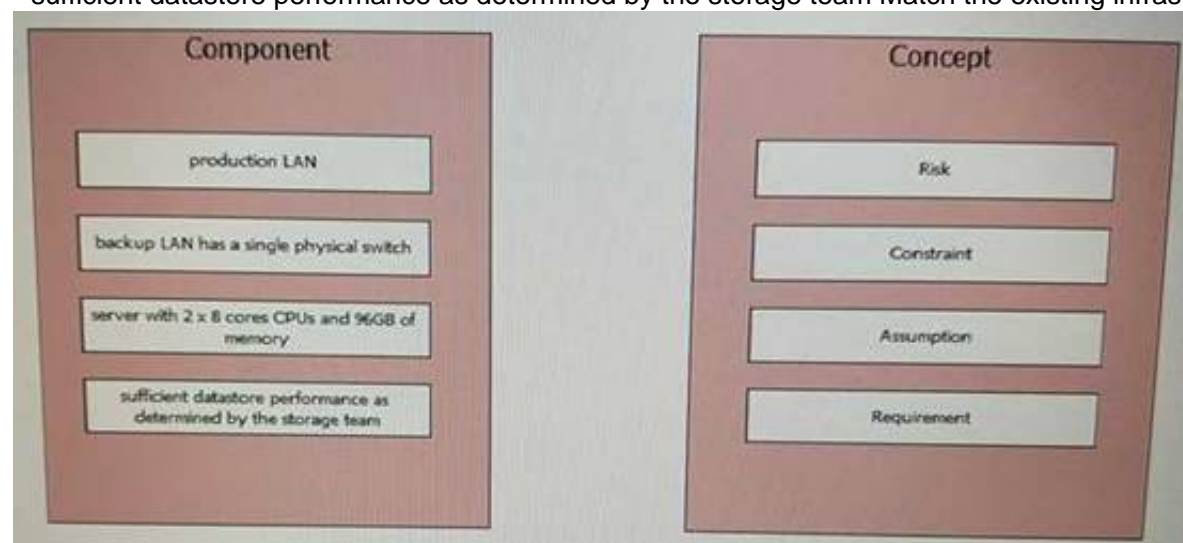 sufficient datastore performance as determined by the storage team Match the existing infras
Component
production LAN
backup LAN has a single physical switch
server with 2 x 8 cores CPUs and 96GB of
memory
sufficient datastore performance as
determined by the storage team
Concept
Risk
Constraint
Assumption
Requirement